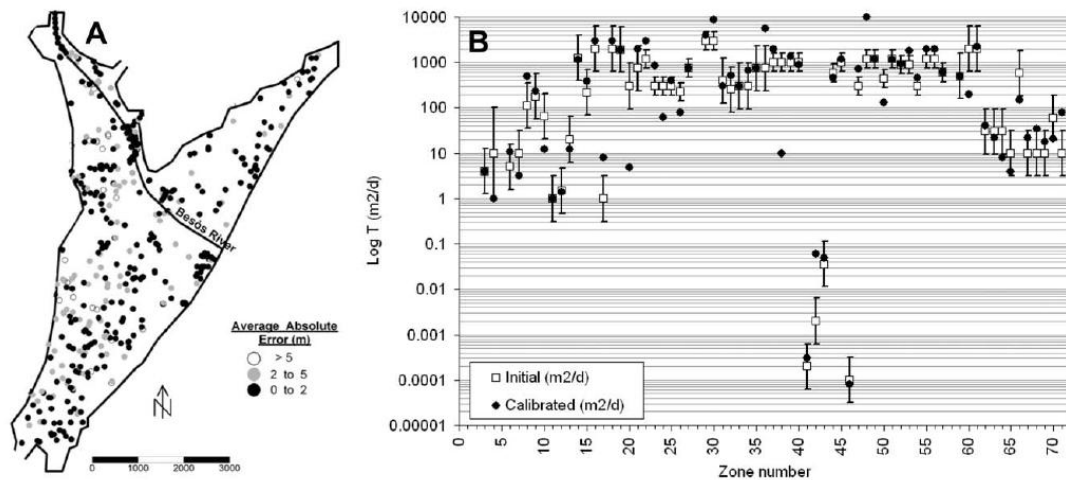 A
Besós River
Average Absolute
Error (m)
> 5
2 to 5
0 to 2
N
0 1000 2000 3000
B
Log T (m2/d)
10000
1000
100
10
1
0.1
0.01
0.001
0.0001
0.00001
Initial (m2/d)
Calibrated (m2/d)
0 5 10 15 20 25 30 35 40 45 50 55 60 65 70
Zone number